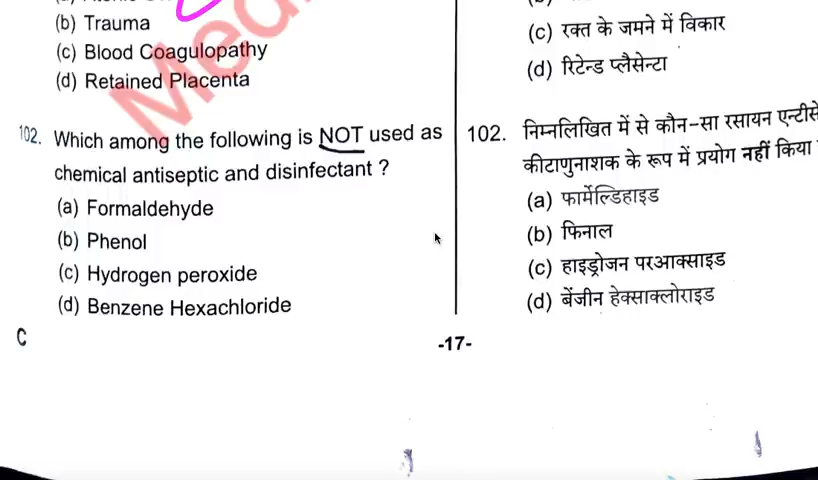 (b) Trauma
(c) Blood Coagulopathy
(d) Retained Placenta
102. Which among the following is NOT used as
chemical antiseptic and disinfectant ?
(a) Formaldehyde
(b) Phenol
(c) Hydrogen peroxide
(d) Benzene Hexachloride
C
(c) रक्त के जमने में विकार
(d) रिटेन्ड प्लैसेन्टा
102. निम्नलिखित में से कौन-सा रसायन
कीटाणुनाशक के रूप में प्रयोग नहीं किया
(a) फार्मेल्डिहाइड
(b) फिनाल
(c) हाइड्रोजन परआक्साइड
(d) बेंजीन हेक्साक्लोराइड
-17-